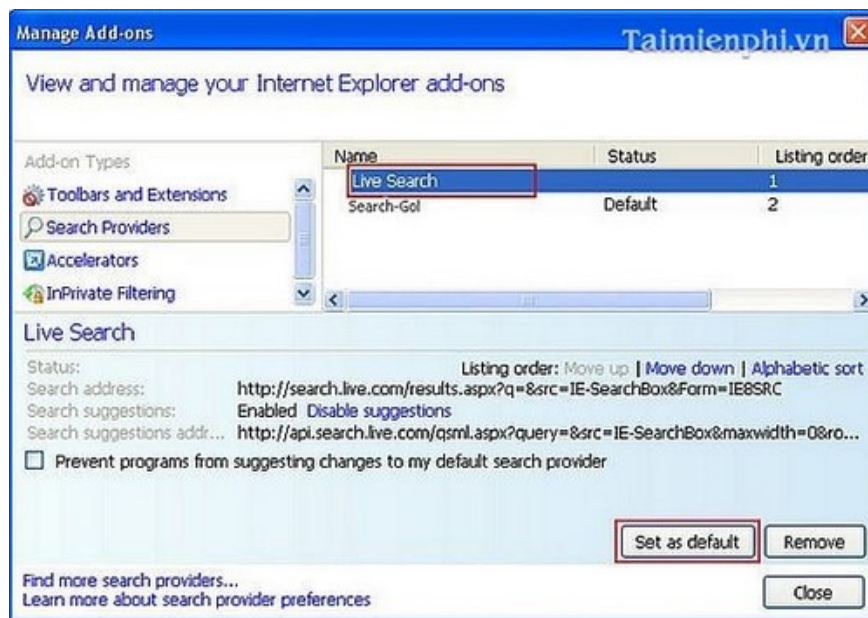 Manage Add-ons
Taimienphi.vn
View and manage your Internet Explorer add-ons
Add-on Types
Name Status Listing order
Toolbars and Extensions
Live Search 1
Search Providers
Search-Gol Default 2
Accelerators
InPrivate Filtering
Live Search
Status: Listing order: Move up | Move down | Alphabetic sort
Search address: http://search.live.com/results.aspx?q=&src=IE-SearchBox&Form=IE8SRC
Search suggestions: Enabled Disable suggestions
Search suggestions addr... http://api.search.live.com/qsml.aspx?query=&src=IE-SearchBox&maxwidth=0&ro...
Prevent programs from suggesting changes to my default search provider
Set as default Remove
Find more search providers...
Learn more about search provider preferences
Close